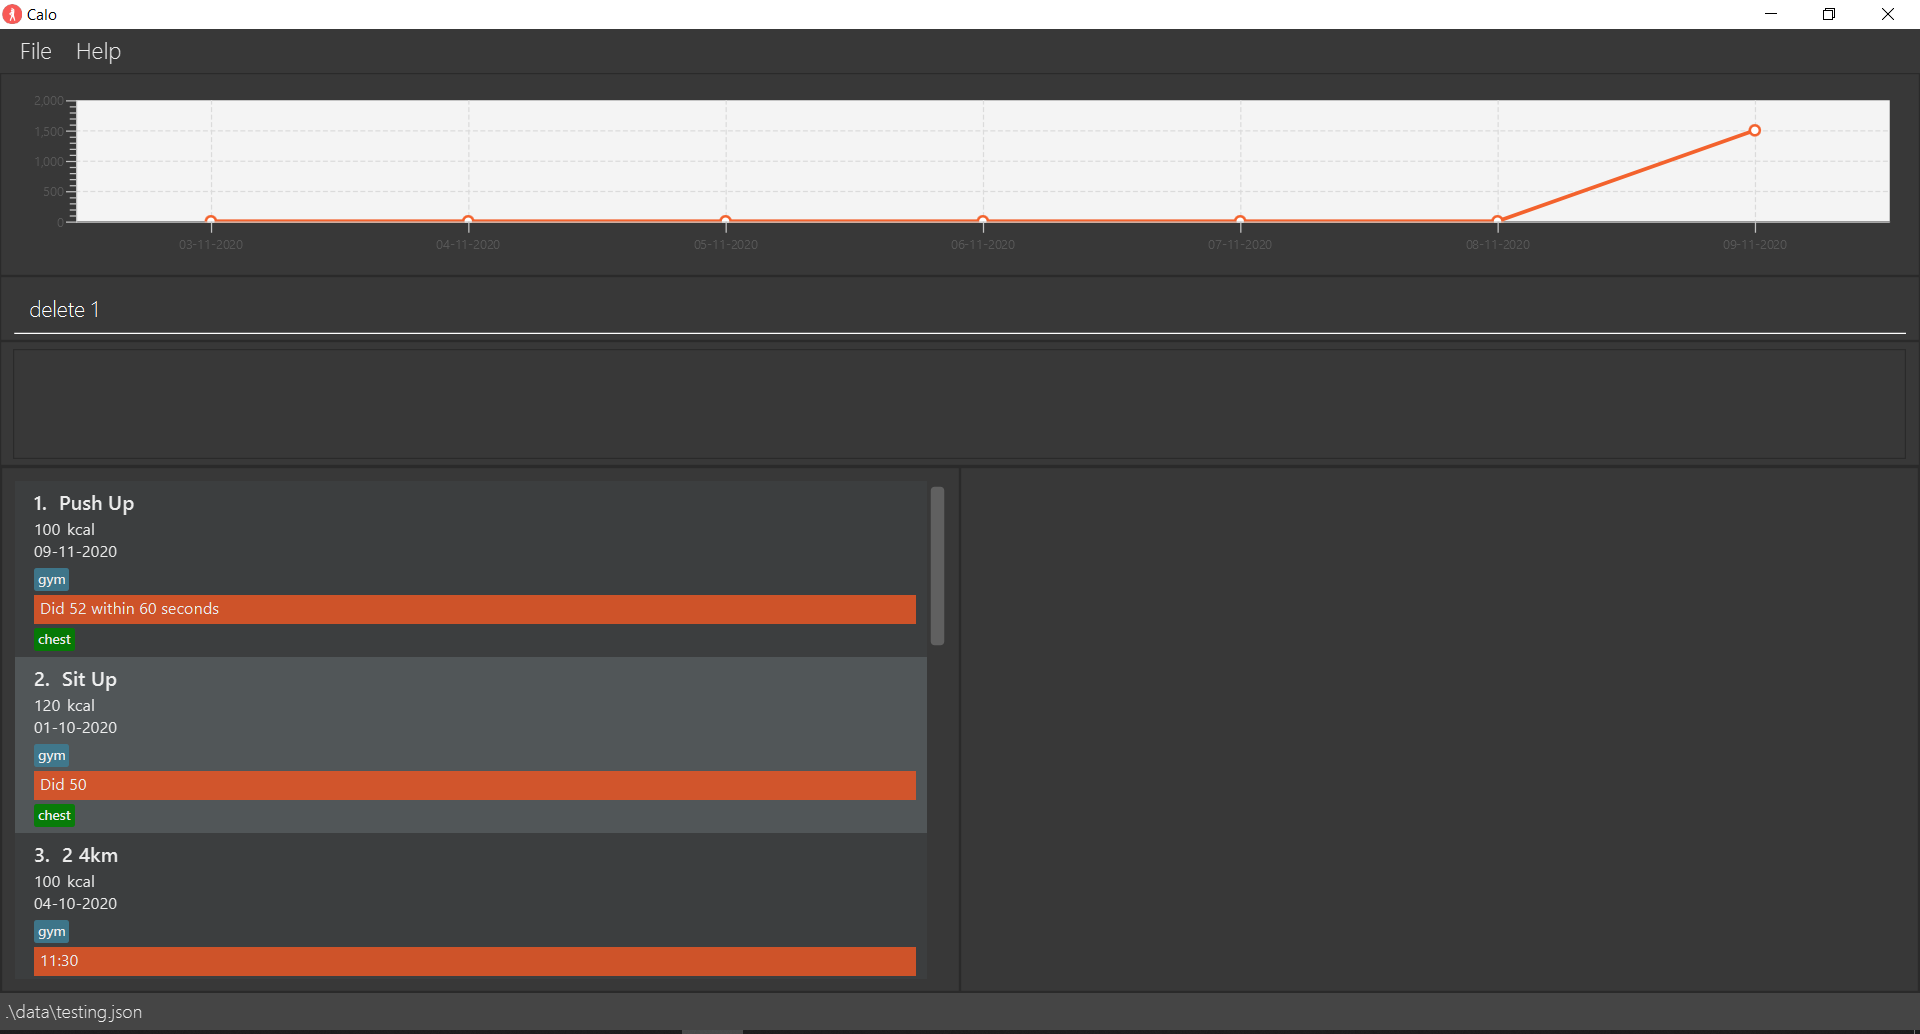 Calo
File Help
2,000
1,500
1,000
500
0
03-11-2020 04-11-2020 05-11-2020 06-11-2020 07-11-2020 08-11-2020 09-11-2020
delete 1
1. Push Up
100 kcal
09-11-2020
gym
Did 52 within 60 seconds
chest
2. Sit Up
120 kcal
01-10-2020
gym
Did 50
chest
3. 2 4km
100 kcal
04-10-2020
gym
11:30
.\data\testing.json